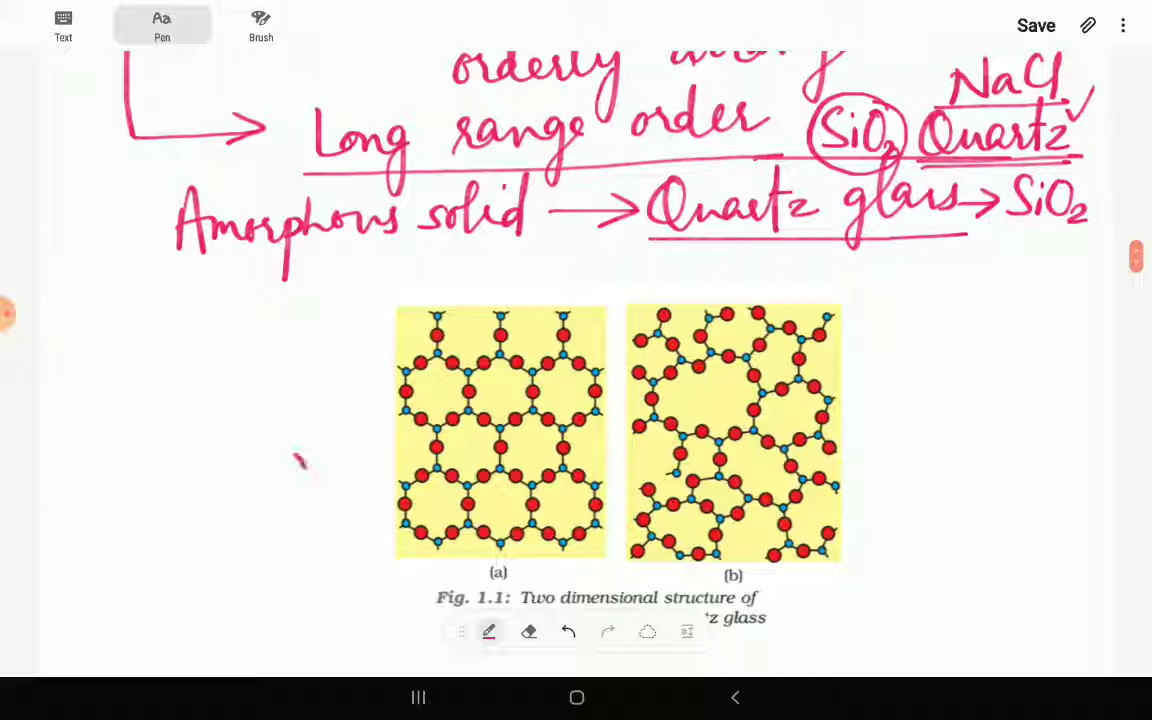 Text Pen Brush Save
orderly
NaCl
Long range order SiO2 Quartz ✓
Amorphous solid → Quartz glass → SiO2
(a) (b)
Fig. 1.1: Two dimensional structure of
tz glass